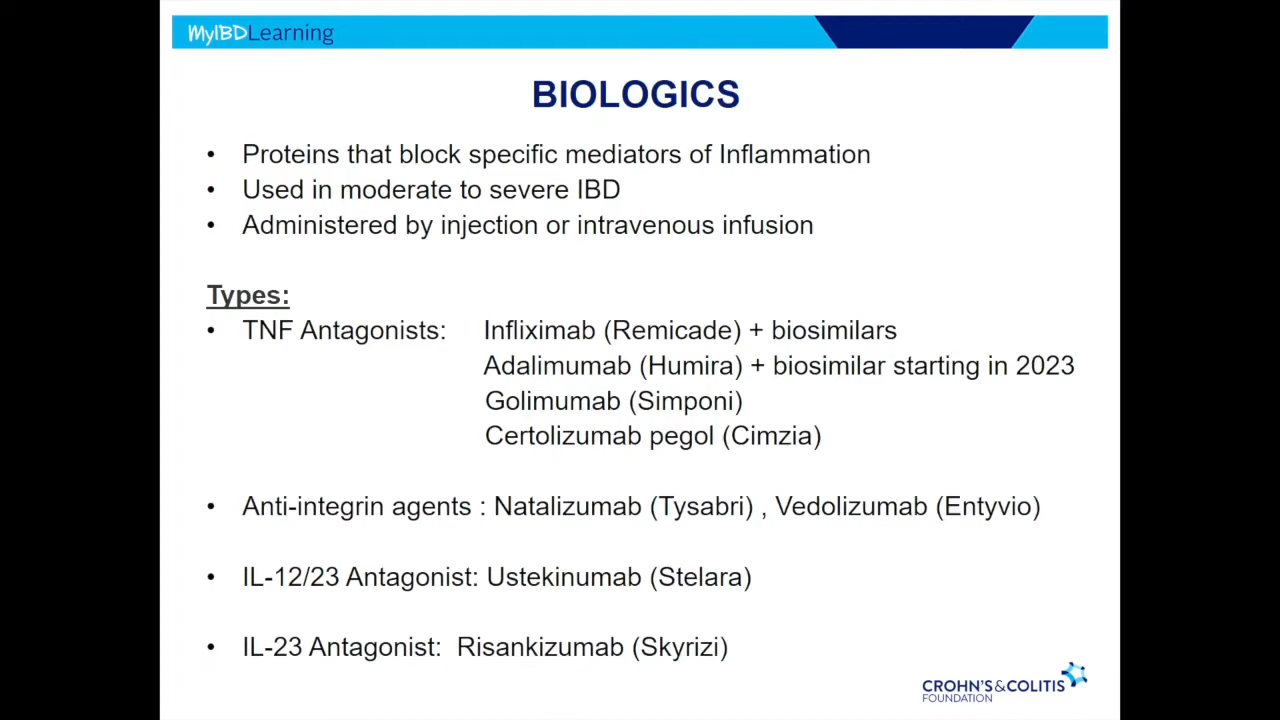 MyIBDLearning
BIOLOGICS
• Proteins that block specific mediators of Inflammation
• Used in moderate to severe IBD
• Administered by injection or intravenous infusion
Types:
• TNF Antagonists: Infliximab (Remicade) + biosimilars
Adalimumab (Humira) + biosimilar starting in 2023
Golimumab (Simponi)
Certolizumab pegol (Cimzia)
• Anti-integrin agents : Natalizumab (Tysabri) , Vedolizumab (Entyvio)
• IL-12/23 Antagonist: Ustekinumab (Stelara)
• IL-23 Antagonist: Risankizumab (Skyrizi)
CROHN'S & COLITIS
FOUNDATION